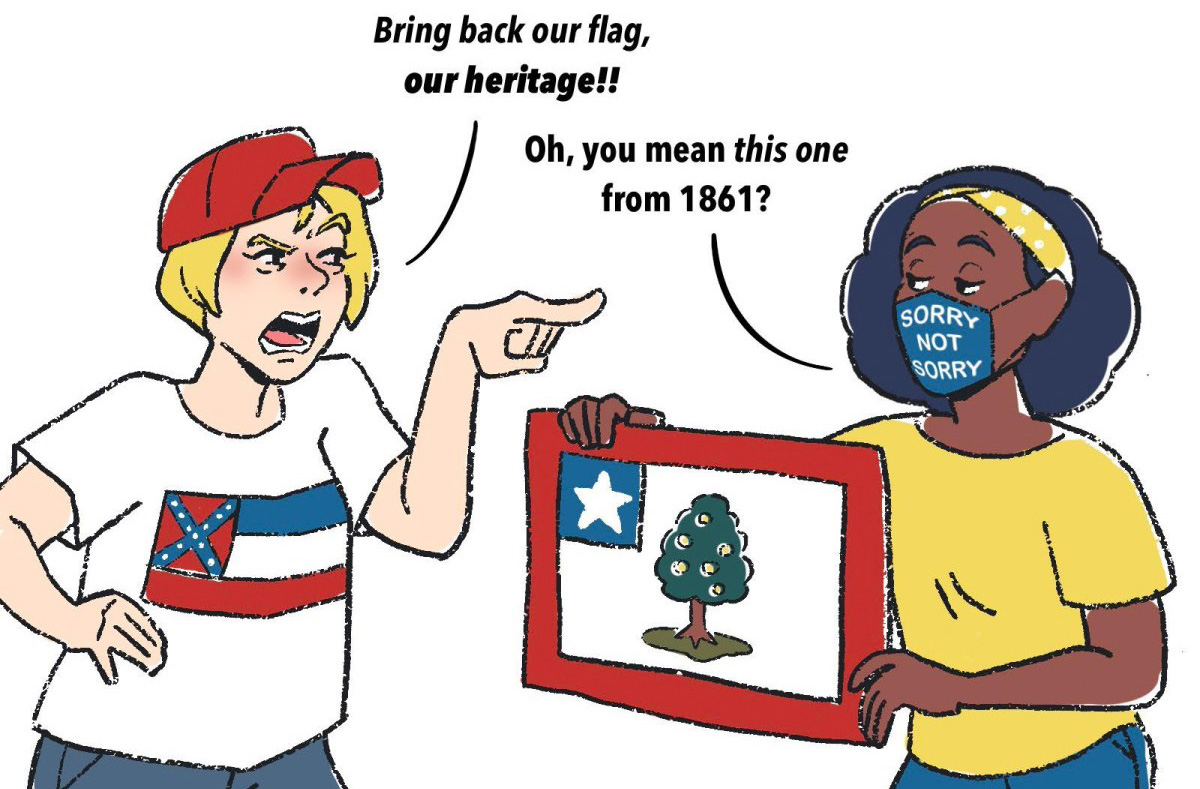 Bring back our flag,
our heritage!!
Oh, you mean this one
from 1861?
SORRY
NOT
SORRY